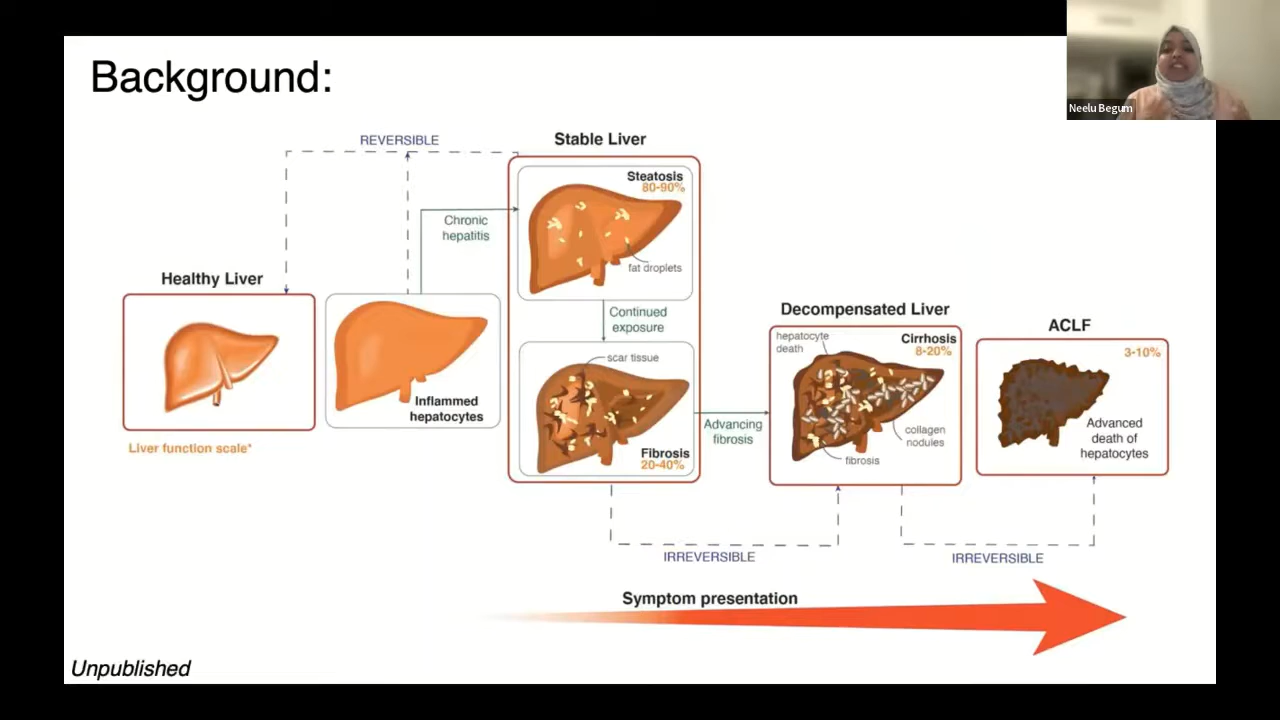 Background:
Neelu Begum
REVERSIBLE
Stable Liver
Steatosis
80-90%
fat droplets
Chronic
hepatitis
Healthy Liver
Liver function scale*
Inflammed
hepatocytes
Continued
exposure
scar tissue
Fibrosis
20-40%
Advancing
fibrosis
Decompensated Liver
hepatocyte
death
Cirrhosis
8-20%
collagen
nodules
fibrosis
ACLF
3-10%
Advanced
death of
hepatocytes
IRREVERSIBLE
IRREVERSIBLE
Symptom presentation
Unpublished